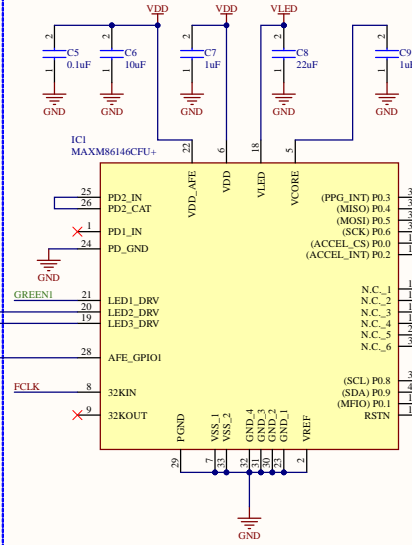 VDD VDD VLED
2 2 2 2 2
C5 C6 C7 C8 C9
0.1uF 10uF 1uF 22uF
1 1 1 1 1
GND GND GND GND GND
IC1
MAXM86146CFU+
22 6 18 5
VDD_AFE VDD VLED VCORE
25 PD2_IN (PPG_INT) P0.3
26 PD2_CAT (MISO) P0.4
(MOSI) P0.5
1 PD1_IN (SCK) P0.6
24 PD_GND (ACCEL_CS) P0.0
(ACCEL_INT) P0.2
GND
N.C._1
GREEN1 21 LED1_DRV N.C._2
20 LED2_DRV N.C._3
19 LED3_DRV N.C._4
N.C._5
28 AFE_GPIO1 N.C._6
(SCL) P0.8
FCLK 8 32KIN (SDA) P0.9
(MFIO) P0.1
9 32KOUT RSTN
PGND VSS_1 VSS_2 GND_4 GND_3 GND_2 GND_1 VREF
29 7 33 32 31 30 23 2
GND